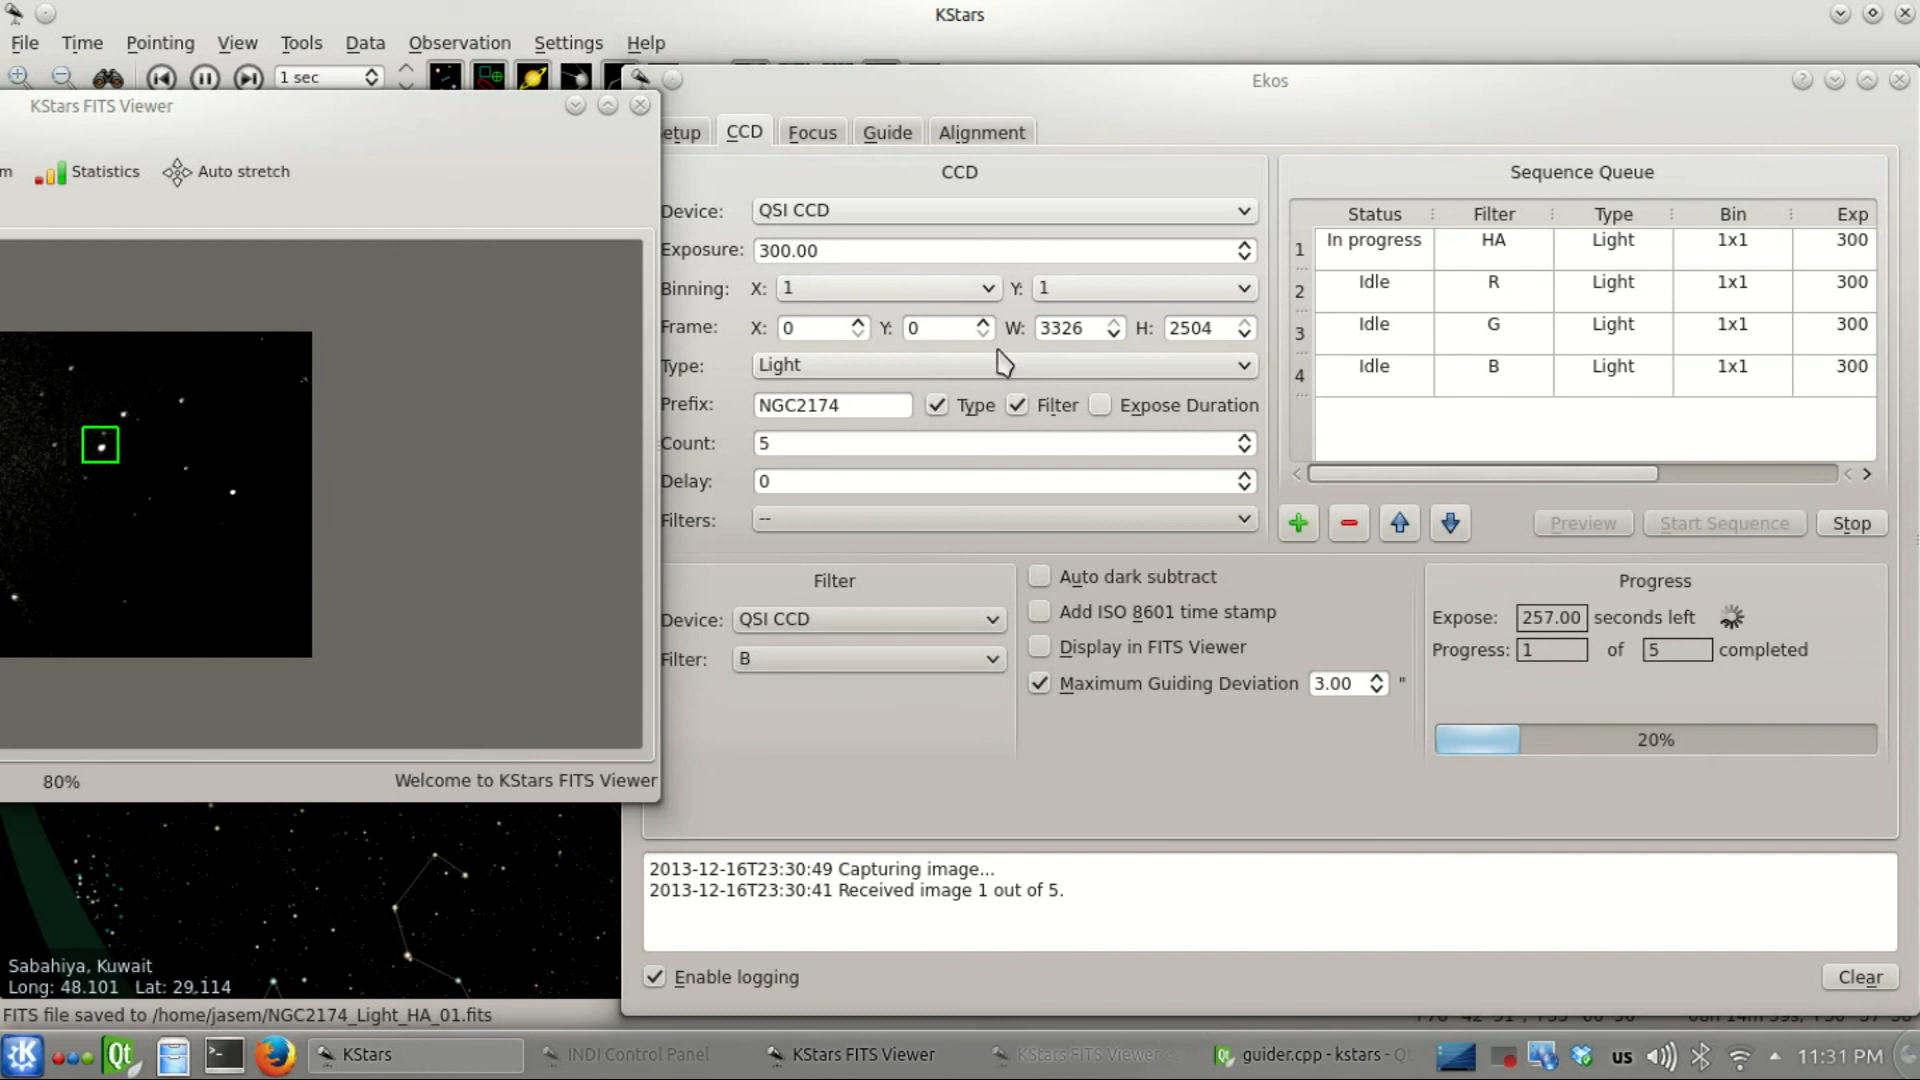 KStars
File Time Pointing View Tools Data Observation Settings Help
1 sec
KStars FITS Viewer
m Statistics Auto stretch
80% Welcome to KStars FITS Viewer
Sabahiya, Kuwait
Long: 48.101 Lat: 29.114
FITS file saved to /home/jasem/NGC2174_Light_HA_01.fits
Ekos
etup CCD Focus Guide Alignment
CCD
Device: QSI CCD
Exposure: 300.00
Binning: X: 1 Y: 1
Frame: X: 0 Y: 0 W: 3326 H: 2504
Type: Light
Prefix: NGC2174 Type Filter Expose Duration
Count: 5
Delay: 0
Filters: --
Sequence Queue
Status Filter Type Bin Exp
1 In progress HA Light 1x1 300
2 Idle R Light 1x1 300
3 Idle G Light 1x1 300
4 Idle B Light 1x1 300
Preview Start Sequence Stop
Filter
Device: QSI CCD
Filter: B
Auto dark subtract
Add ISO 8601 time stamp
Display in FITS Viewer
Maximum Guiding Deviation 3.00 "
Progress
Expose: 257.00 seconds left
Progress: 1 of 5 completed
20%
2013-12-16T23:30:49 Capturing image...
2013-12-16T23:30:41 Received image 1 out of 5.
Enable logging Clear
Qt KStars INDI Control Panel KStars FITS Viewer KStars FITS Viewer guider.cpp - kstars - Q us 11:31 PM